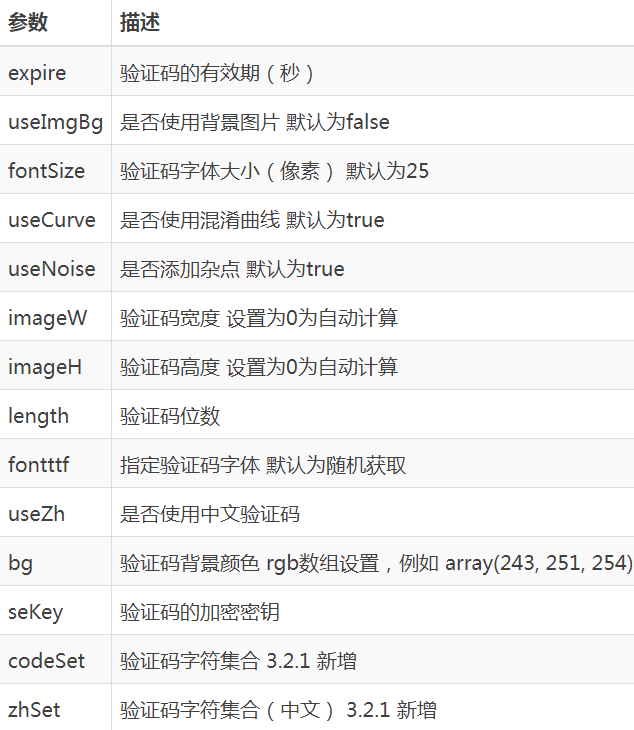 参数 描述
expire 验证码的有效期（秒）
useImgBg 是否使用背景图片 默认为false
fontSize 验证码字体大小（像素） 默认为25
useCurve 是否使用混淆曲线 默认为true
useNoise 是否添加杂点 默认为true
imageW 验证码宽度 设置为0为自动计算
imageH 验证码高度 设置为0为自动计算
length 验证码位数
fontttf 指定验证码字体 默认为随机获取
useZh 是否使用中文验证码
bg 验证码背景颜色 rgb数组设置，例如 array(243, 251, 254)
seKey 验证码的加密密钥
codeSet 验证码字符集合 3.2.1 新增
zhSet 验证码字符集合（中文） 3.2.1 新增